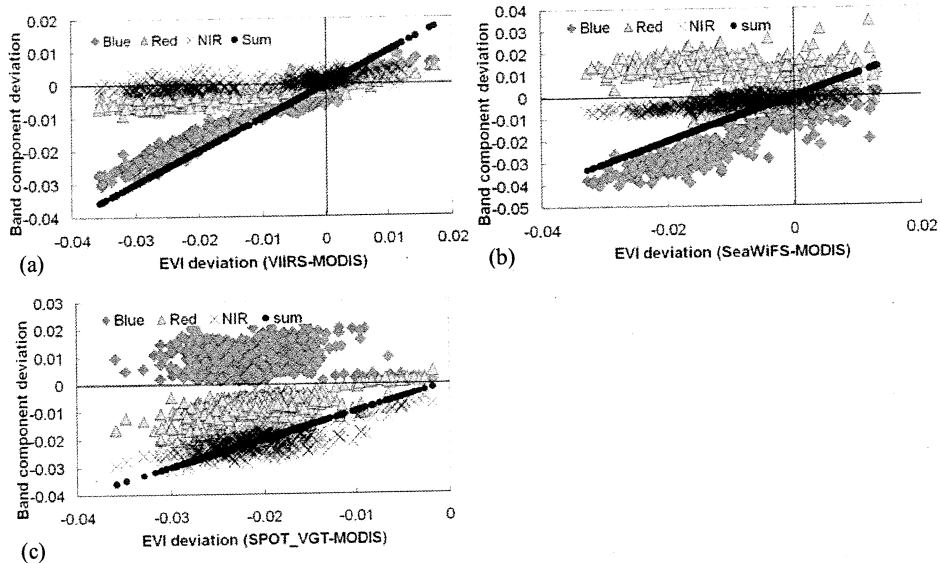 0.02
0.01
0
-0.01
-0.02
-0.03
-0.04
Band component deviation
Blue Red NIR Sum
-0.04 -0.03 -0.02 -0.01 0 0.01 0.02
EVI deviation (VIIRS-MODIS)
(a)
0.04
0.03
0.02
0.01
0
-0.01
-0.02
-0.03
-0.04
-0.05
Band component deviation
Blue Red NIR sum
-0.04 -0.02 0 0.02
EVI deviation (SeaWiFS-MODIS)
(b)
0.03
0.02
0.01
0
-0.01
-0.02
-0.03
-0.04
Band component deviation
Blue Red NIR sum
-0.04 -0.03 -0.02 -0.01 0
EVI deviation (SPOT_VGT-MODIS)
(c)